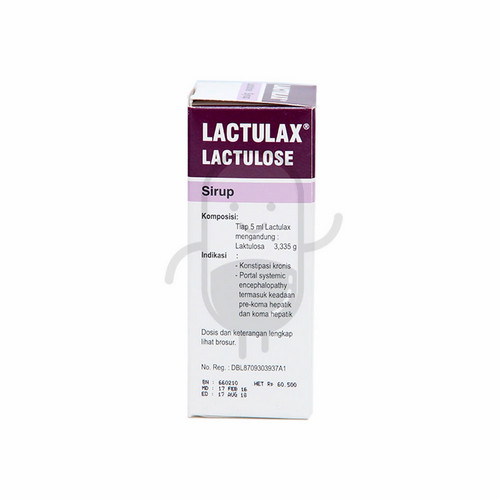 LACTULAX®
LACTULOSE
Sirup
Komposisi:
Tiap 5 ml Lactulax
mengandung :
Laktulosa 3,335 g
Indikasi :
- Konstipasi kronis
- Portal systemic
encephalopathy
termasuk keadaan
pre-koma hepatik
dan koma hepatik
Dosis dan keterangan lengkap
lihat brosur.
No. Reg. : DBL8709303937A1
BN : 660210 HET Rp 60.500
MD : 17 FEB 16
ED : 17 AUG 18